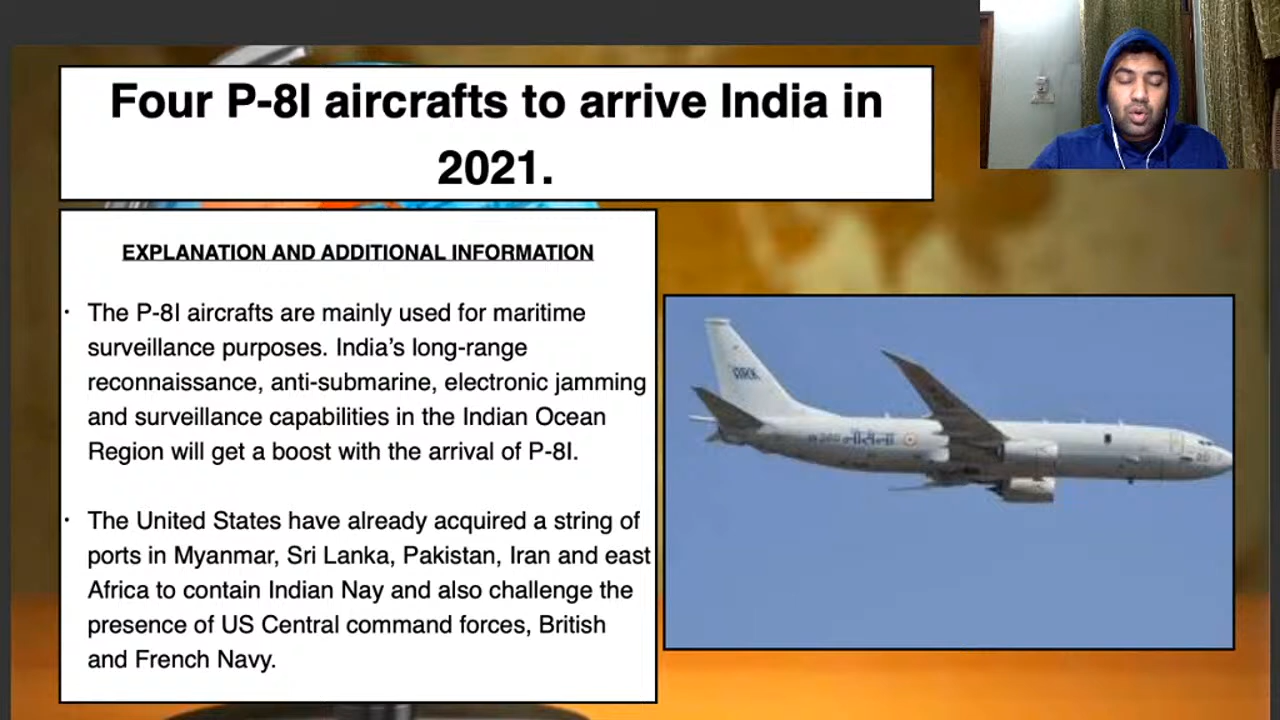 Four P-8I aircrafts to arrive India in
2021.
EXPLANATION AND ADDITIONAL INFORMATION
· The P-8I aircrafts are mainly used for maritime
surveillance purposes. India’s long-range
reconnaissance, anti-submarine, electronic jamming
and surveillance capabilities in the Indian Ocean
Region will get a boost with the arrival of P-8I.
· The United States have already acquired a string of
ports in Myanmar, Sri Lanka, Pakistan, Iran and east
Africa to contain Indian Nay and also challenge the
presence of US Central command forces, British
and French Navy.
ARK
नौसेना